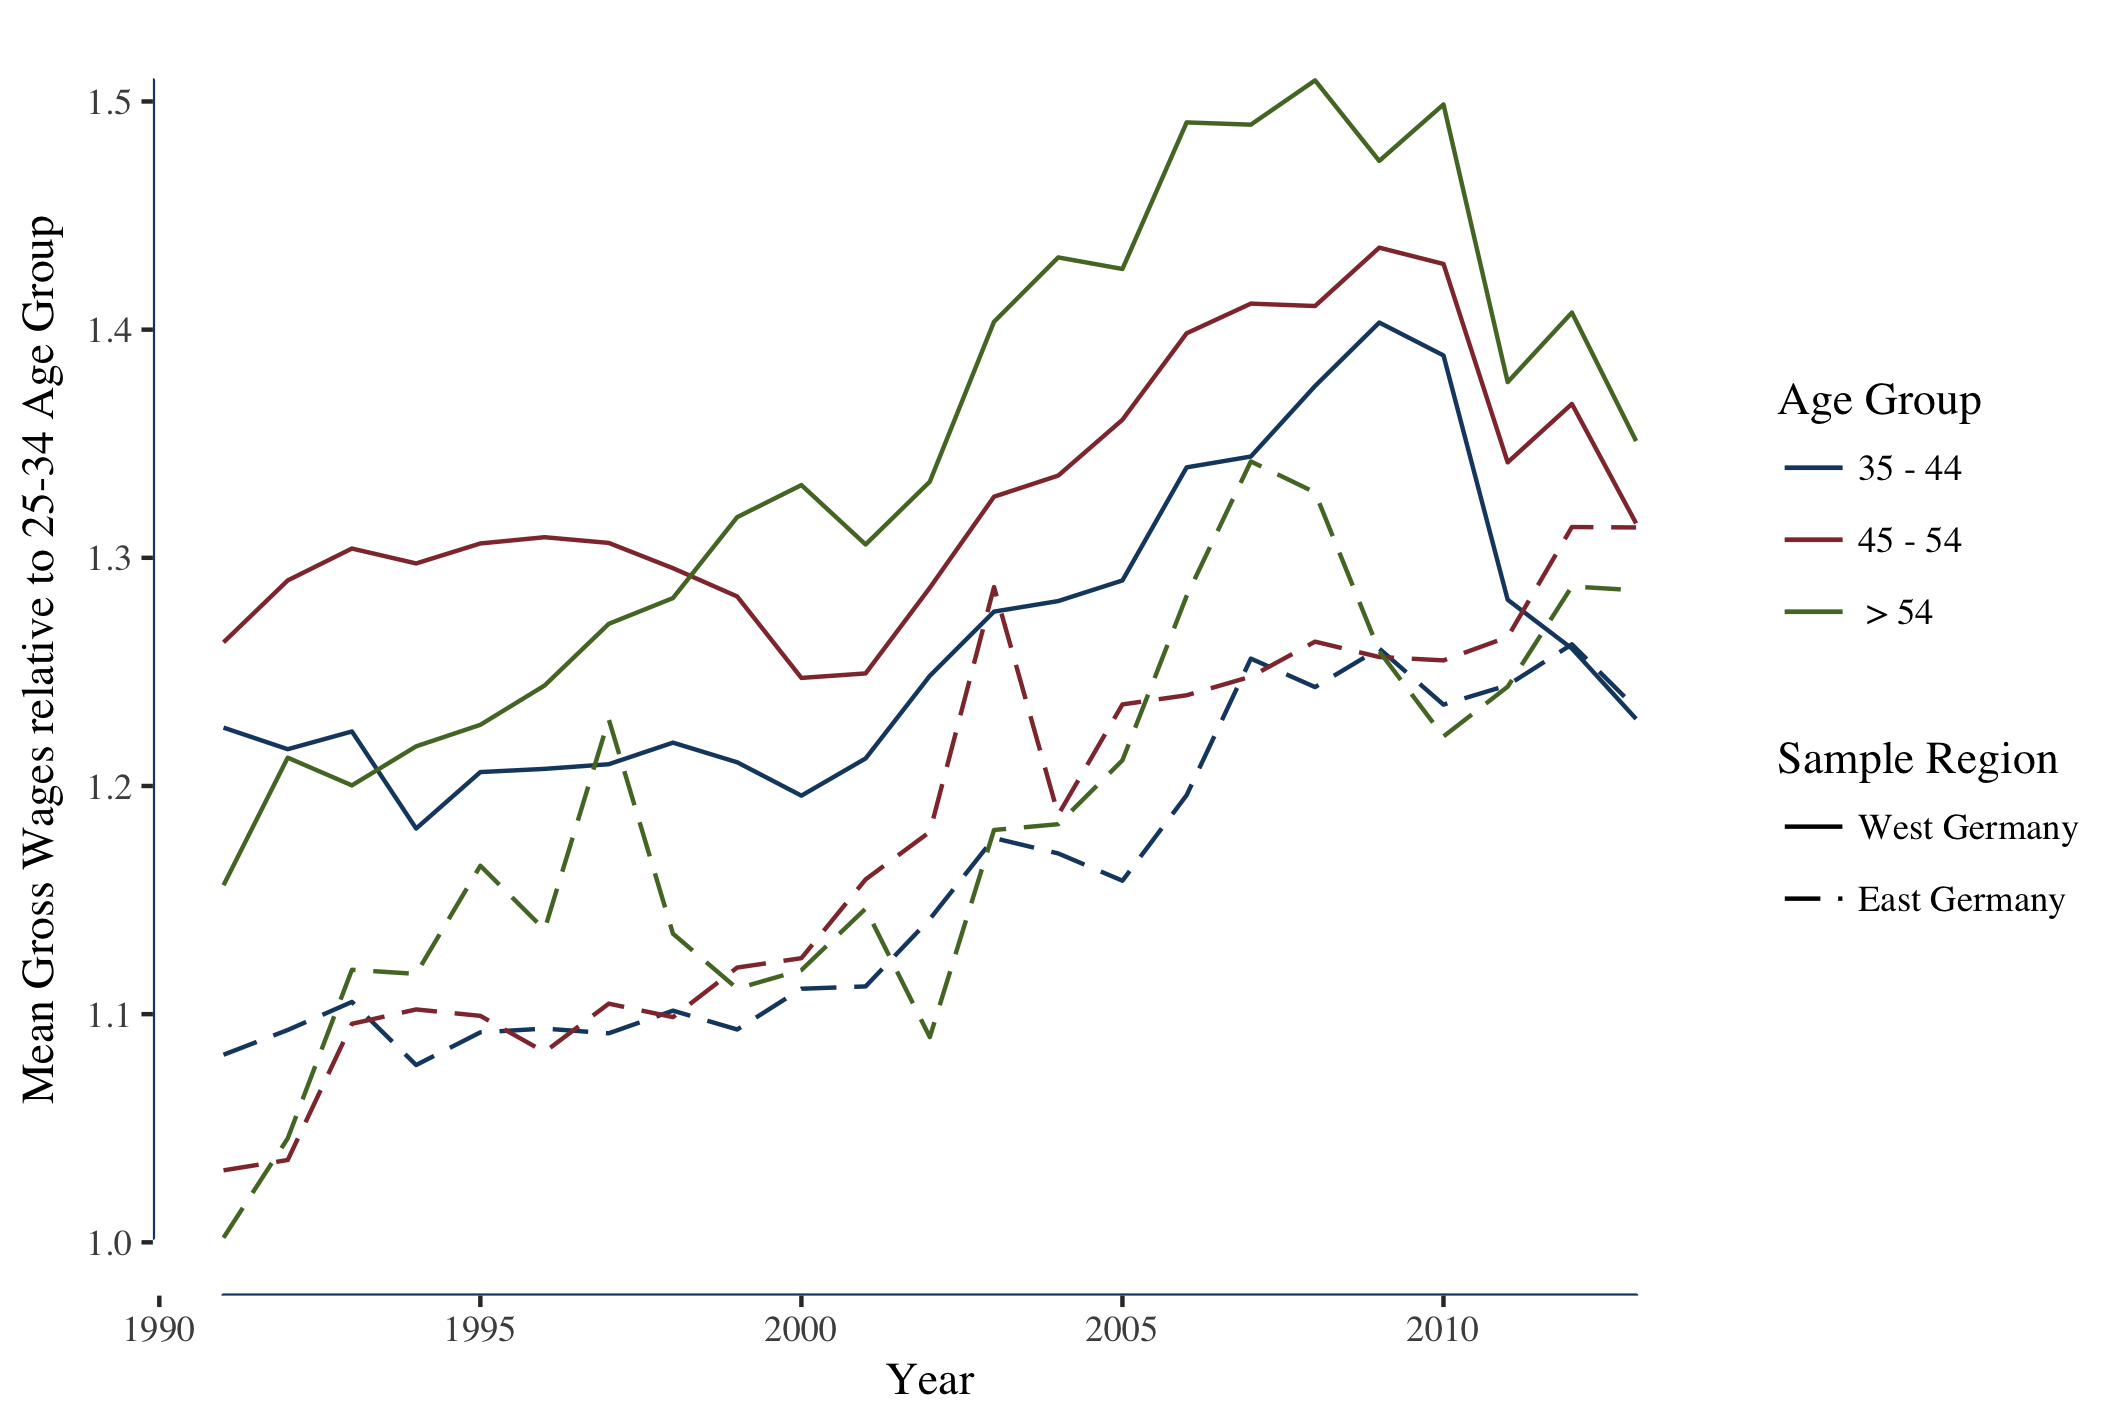 Mean Gross Wages relative to 25-34 Age Group
1.5
1.4
1.3
1.2
1.1
1.0
1990 1995 2000 2005 2010
Year
Age Group
35 - 44
45 - 54
> 54
Sample Region
West Germany
East Germany